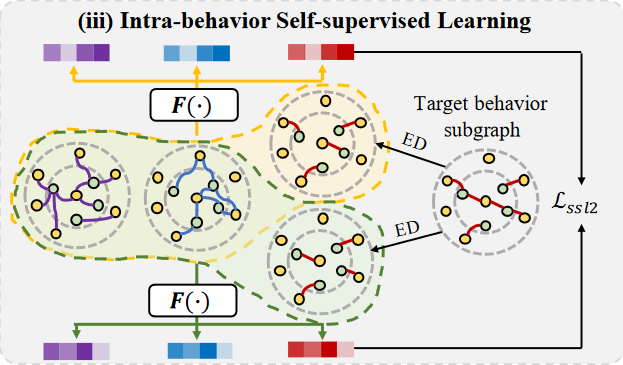 (iii) Intra-behavior Self-supervised Learning
F(·)
Target behavior
subgraph
ED
ED
ℒssl2
F(·)